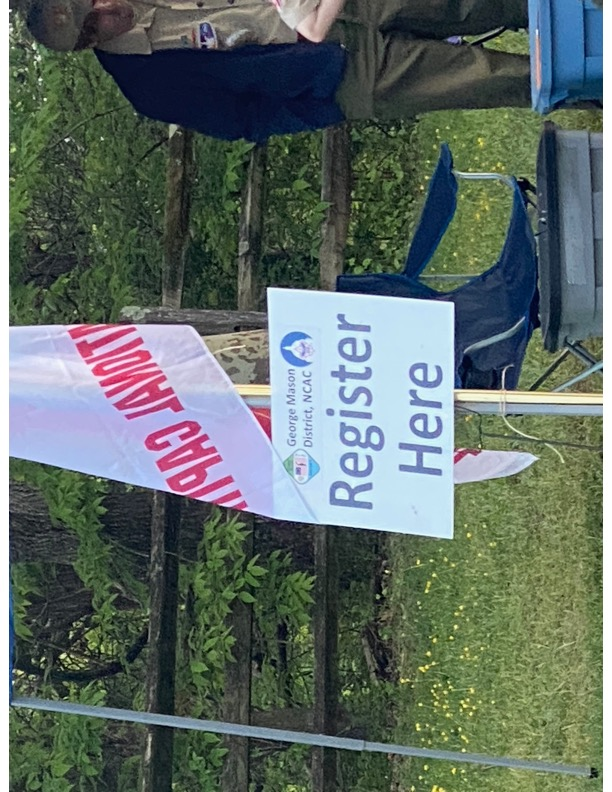 George Mason
District, NCAC
Register
Here